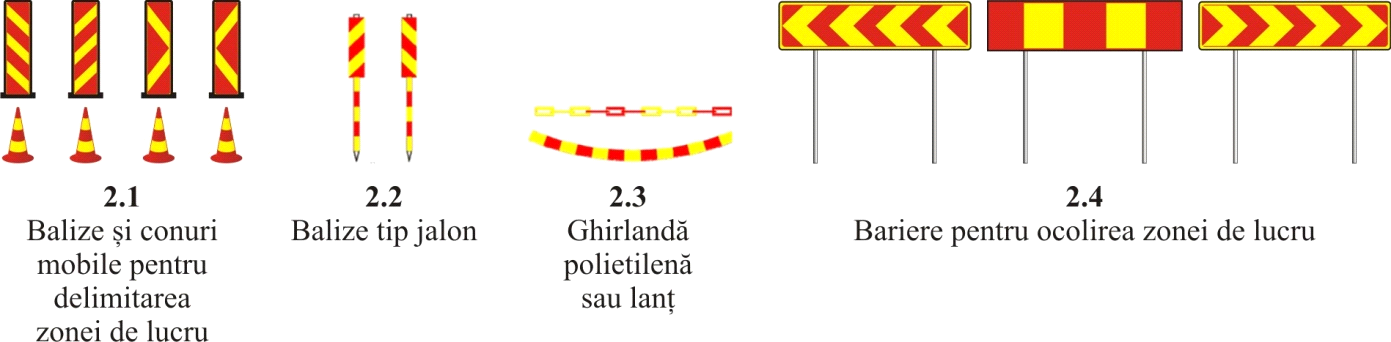 2.1
Balize și conuri
mobile pentru
delimitarea
zonei de lucru
2.2
Balize tip jalon
2.3
Ghirlandă
polietilenă
sau lanț
2.4
Bariere pentru ocolirea zonei de lucru